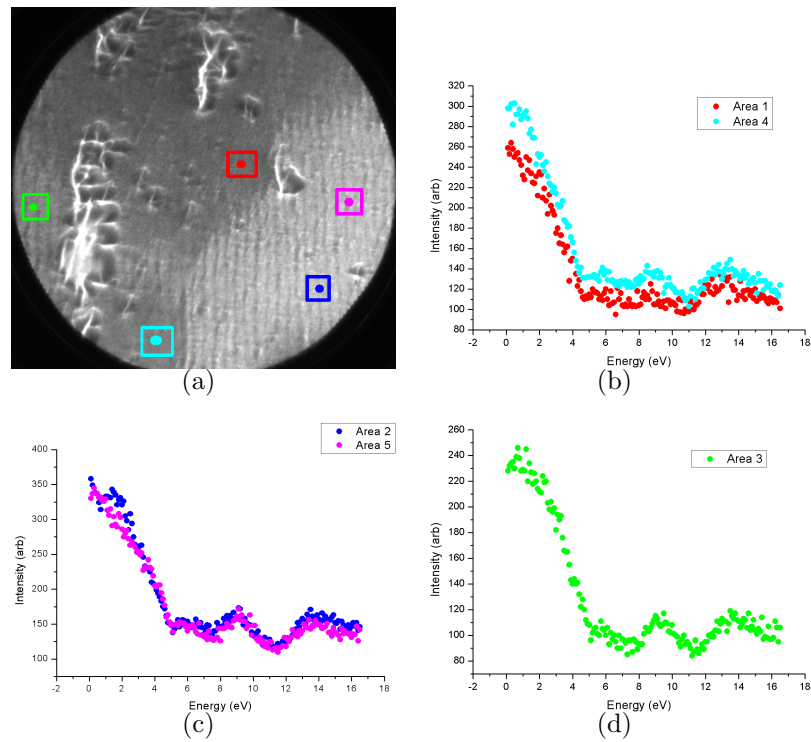 (a)
Area 1
Area 4
320
300
280
260
240
220
200
180
160
140
120
100
80
Intensity (arb)
-2 0 2 4 6 8 10 12 14 16 18
Energy (eV)
(b)
Area 2
Area 5
400
350
300
250
200
150
100
Intensity (arb)
-2 0 2 4 6 8 10 12 14 16 18
Energy (eV)
(c)
Area 3
260
240
220
200
180
160
140
120
100
80
Intensity (arb)
-2 0 2 4 6 8 10 12 14 16 18
Energy (eV)
(d)